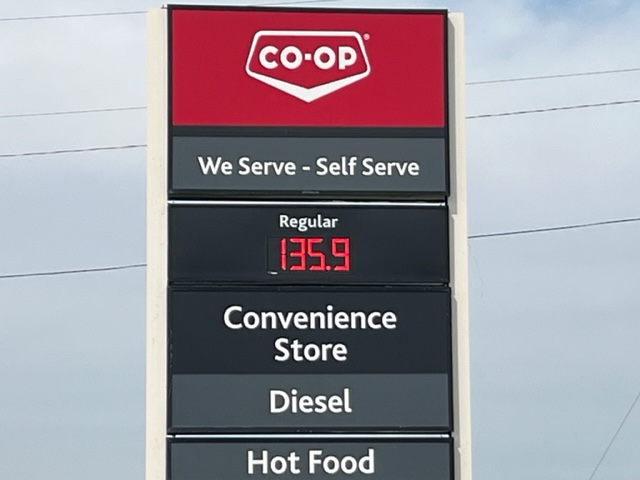 CO-OP®
We Serve - Self Serve
Regular
135.9
Convenience
Store
Diesel
Hot Food